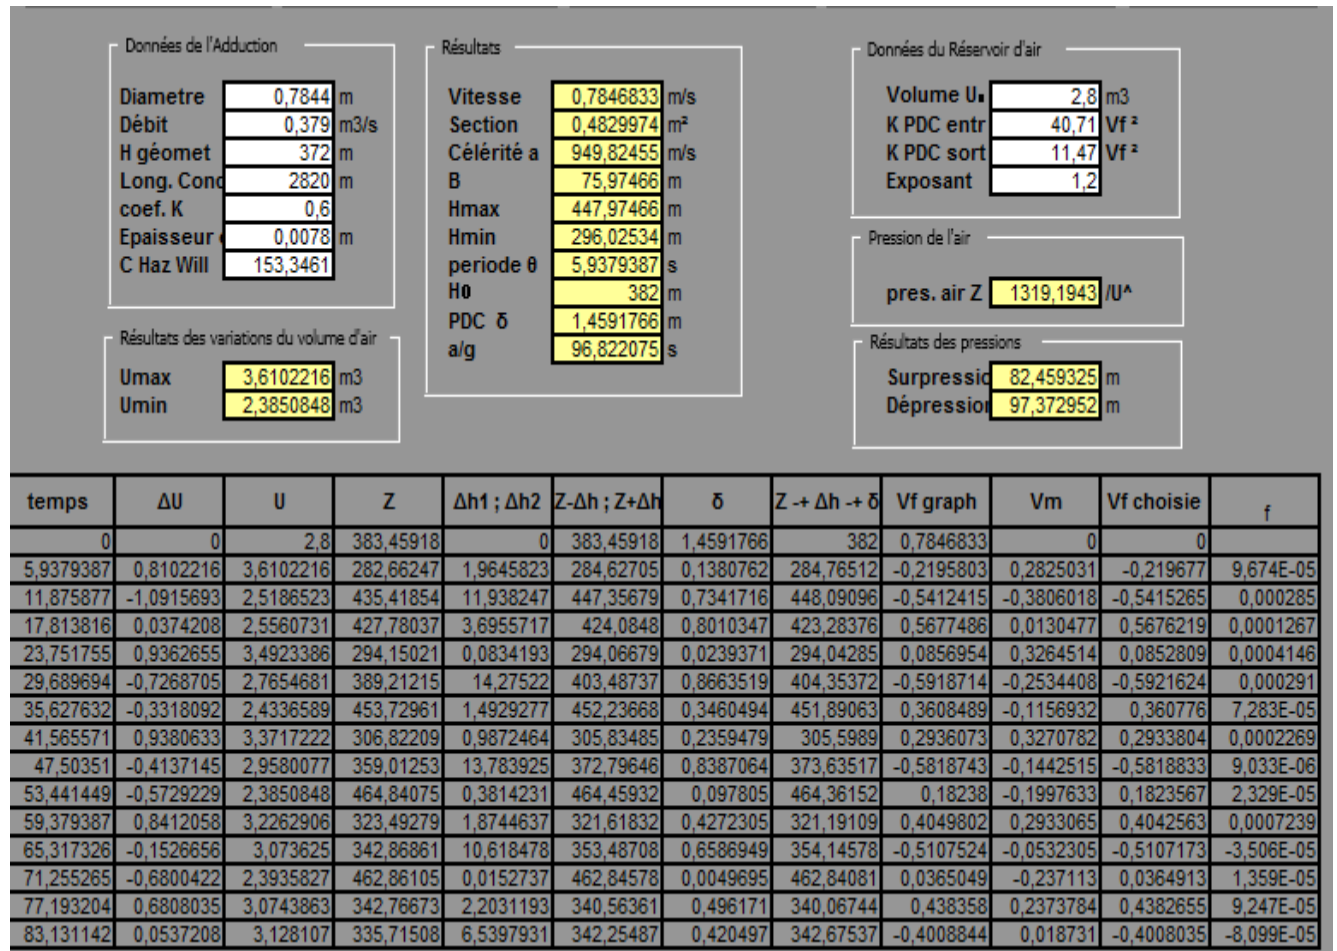 Données de l'Adduction
Diametre 0,7844 m
Débit 0,379 m3/s
H géomet 372 m
Long. Cond 2820 m
coef. K 0,6
Epaisseur 0,0078 m
C Haz Will 153,3461
Résultats des variations du volume d'air
Umax 3,6102216 m3
Umin 2,3850848 m3
Résultats
Vitesse 0,7846833 m/s
Section 0,4829974 m²
Célérité a 949,82455 m/s
B 75,97466 m
Hmax 447,97466 m
Hmin 296,02534 m
periode θ 5,9379387 s
H0 382 m
PDC δ 1,4591766 m
a/g 96,822075 s
Données du Réservoir d'air
Volume U 2,8 m3
K PDC entr 40,71 Vf ²
K PDC sort 11,47 Vf ²
Exposant 1,2
Pression de l'air
pres. air Z 1319,1943 /U^
Résultats des pressions
Surpressio 82,459325 m
Dépression 97,372952 m
temps ΔU U Z Δh1 ; Δh2 Z-Δh ; Z+Δh δ Z -+ Δh -+ δ Vf graph Vm Vf choisie f
0 0 2,8 383,45918 0 383,45918 1,4591766 382 0,7846833 0 0
5,9379387 0,8102216 3,6102216 282,66247 1,9645823 284,62705 0,1380762 284,76512 -0,2195803 0,2825031 -0,219677 9,674E-05
11,875877 -1,0915693 2,5186523 435,41854 11,938247 447,35679 0,7341716 448,09096 -0,5412415 -0,3806018 -0,5415265 0,000285
17,813816 0,0374208 2,5560731 427,78037 3,6955717 424,0848 0,8010347 423,28376 0,5677486 0,0130477 0,5676219 0,0001267
23,751755 0,9362655 3,4923386 294,15021 0,0834193 294,06679 0,0239371 294,04285 0,0856954 0,3264514 0,0852809 0,0004146
29,689694 -0,7268705 2,7654681 389,21215 14,27522 403,48737 0,8663519 404,35372 -0,5918714 -0,2534408 -0,5921624 0,000291
35,627632 -0,3318092 2,4336589 453,72961 1,4929277 452,23668 0,3460494 451,89063 0,3608489 -0,1156932 0,360776 7,283E-05
41,565571 0,9380633 3,3717222 306,82209 0,9872464 305,83485 0,2359479 305,5989 0,2936073 0,3270782 0,2933804 0,0002269
47,50351 -0,4137145 2,9580077 359,01253 13,783925 372,79646 0,8387064 373,63517 -0,5818743 -0,1442515 -0,5818833 9,033E-06
53,441449 -0,5729229 2,3850848 464,84075 0,3814231 464,45932 0,097805 464,36152 0,18238 -0,1997633 0,1823567 2,329E-05
59,379387 0,8412058 3,2262906 323,49279 1,8744637 321,61832 0,4272305 321,19109 0,4049802 0,2933065 0,4042563 0,0007239
65,317326 -0,1526656 3,073625 342,86861 10,618478 353,48708 0,6586949 354,14578 -0,5107524 -0,0532305 -0,5107173 -3,506E-05
71,255265 -0,6800422 2,3935827 462,86105 0,0152737 462,84578 0,0049695 462,84081 0,0365049 -0,237113 0,0364913 1,359E-05
77,193204 0,6808035 3,0743863 342,76673 2,2031193 340,56361 0,496171 340,06744 0,438358 0,2373784 0,4382655 9,247E-05
83,131142 0,0537208 3,128107 335,71508 6,5397931 342,25487 0,420497 342,67537 -0,4008844 0,018731 -0,4008035 -8,099E-05